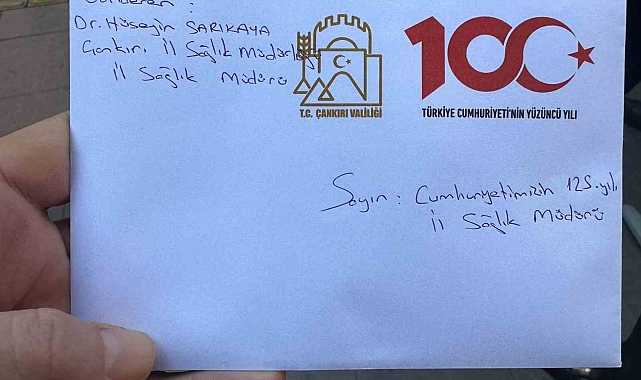 Gönderen :
Dr. Hüseyin SARIKAYA
Çankırı İl Sağlık Müdürlüğü
İl Sağlık Müdürü
T.C. ÇANKIRI VALİLİĞİ
100
TÜRKİYE CUMHURİYETİ'NİN YÜZÜNCÜ YILI
Sayın : Cumhuriyetimizin 125. yılı
İl Sağlık Müdürü